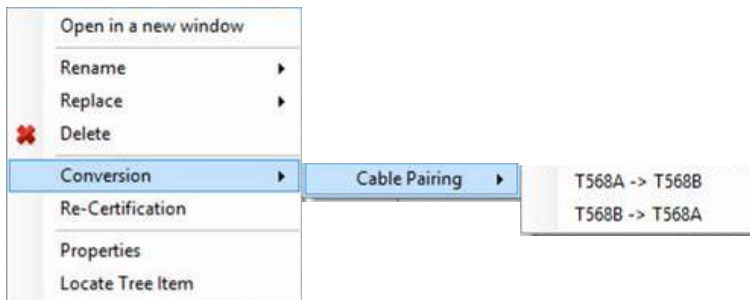 Open in a new window
Rename
Replace
Delete
Conversion
Cable Pairing
T568A -> T568B
T568B -> T568A
Re-Certification
Properties
Locate Tree Item